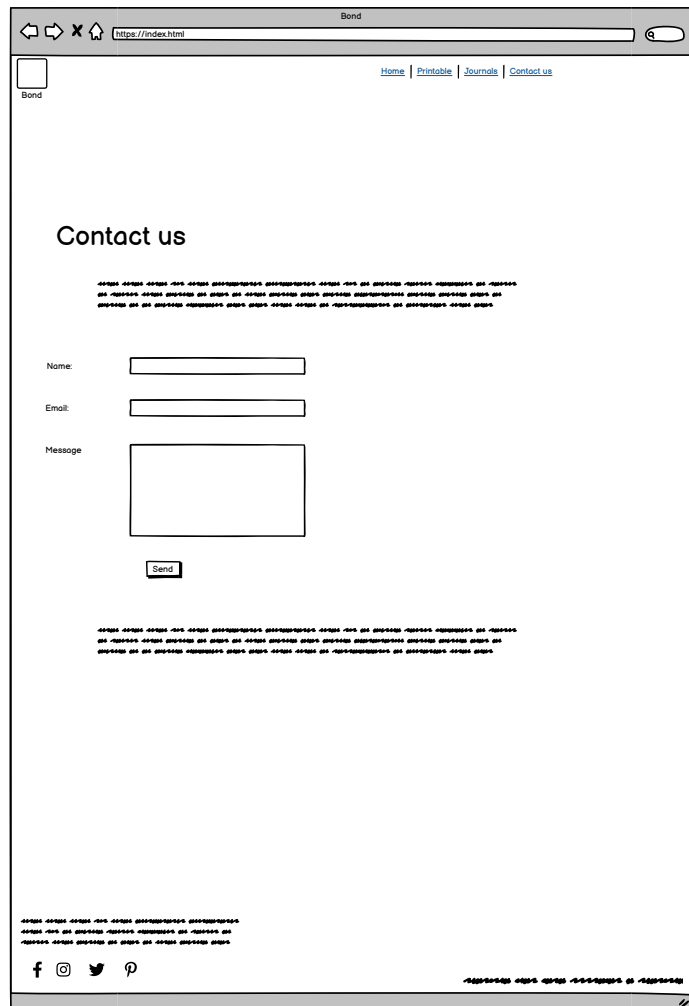 Bond
https://index.html
Home | Printable | Journals | Contact us
Bond
Contact us
Name:
Email:
Message
Send